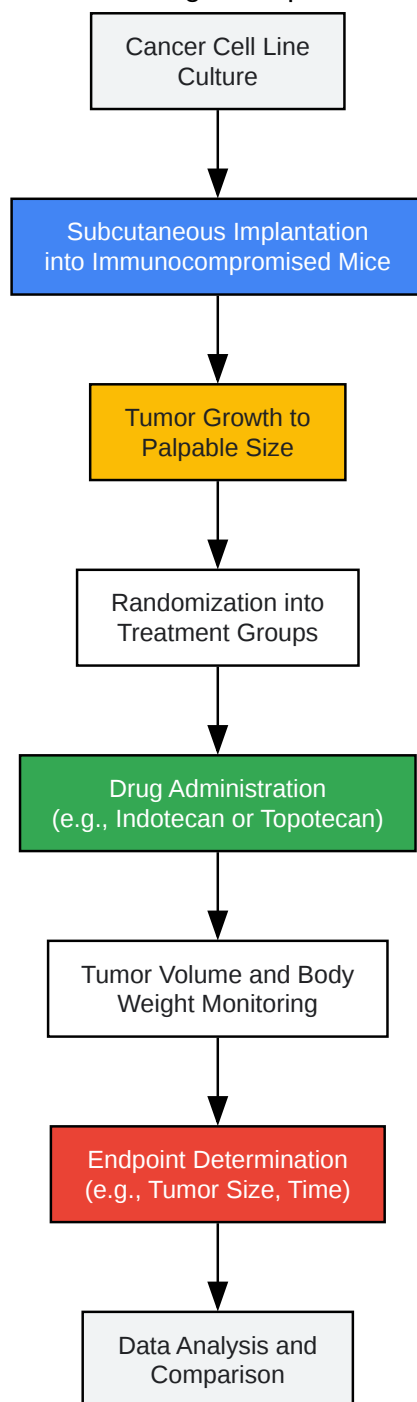 Cancer Cell Line
Culture
Subcutaneous Implantation
into Immunocompromised Mice
Tumor Growth to
Palpable Size
Randomization into
Treatment Groups
Drug Administration
(e.g., Indotecan or Topotecan)
Tumor Volume and Body
Weight Monitoring
Endpoint Determination
(e.g., Tumor Size, Time)
Data Analysis and
Comparison